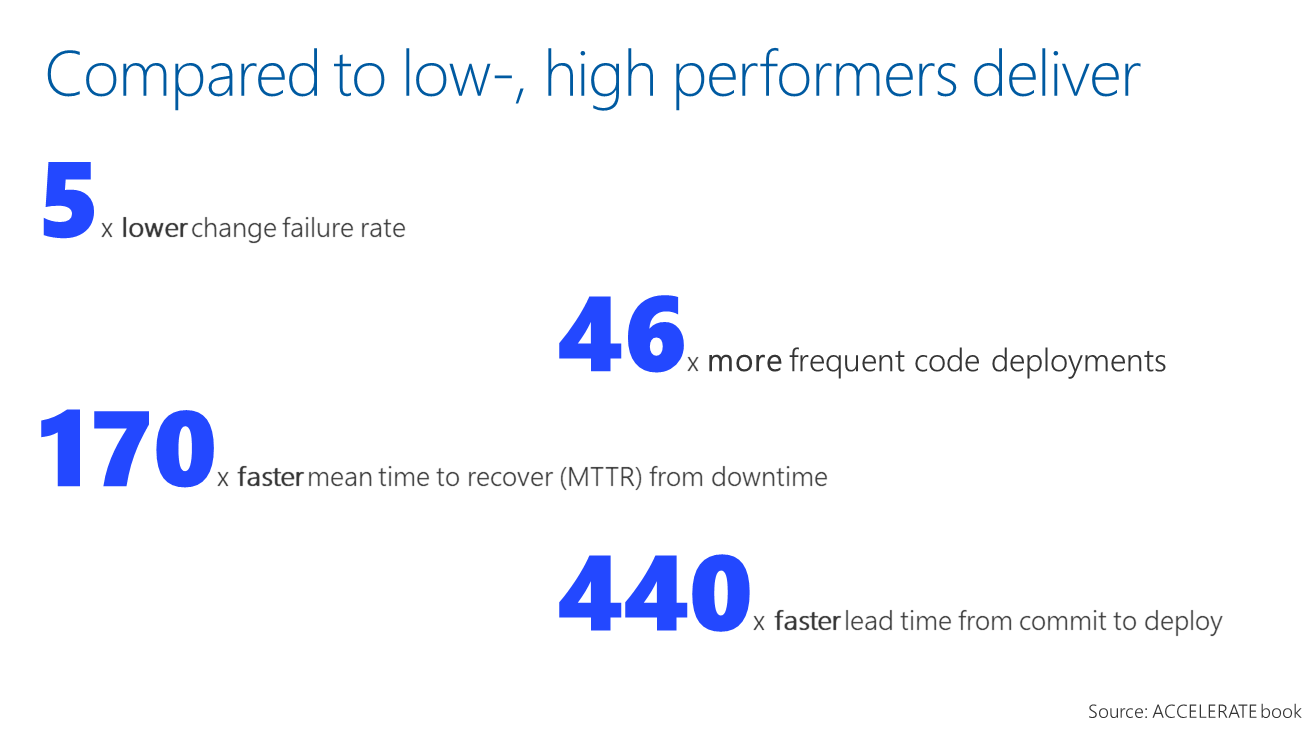 Compared to low-, high performers deliver
5x lower change failure rate
46x more frequent code deployments
170x faster mean time to recover (MTTR) from downtime
440x faster lead time from commit to deploy
Source: ACCELERATE book